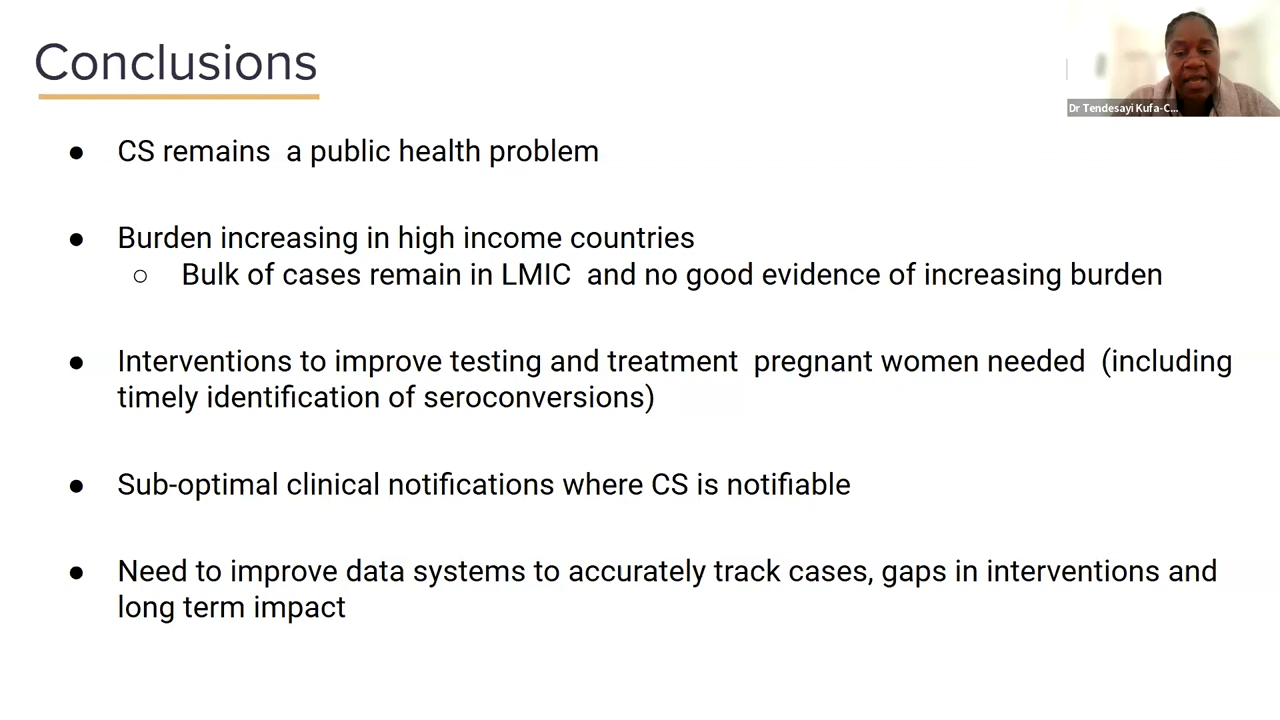 Conclusions
Dr Tendesayi Kufa-C...
● CS remains  a public health problem
● Burden increasing in high income countries
○ Bulk of cases remain in LMIC  and no good evidence of increasing burden
● Interventions to improve testing and treatment  pregnant women needed  (including
timely identification of seroconversions)
● Sub-optimal clinical notifications where CS is notifiable
● Need to improve data systems to accurately track cases, gaps in interventions and
long term impact